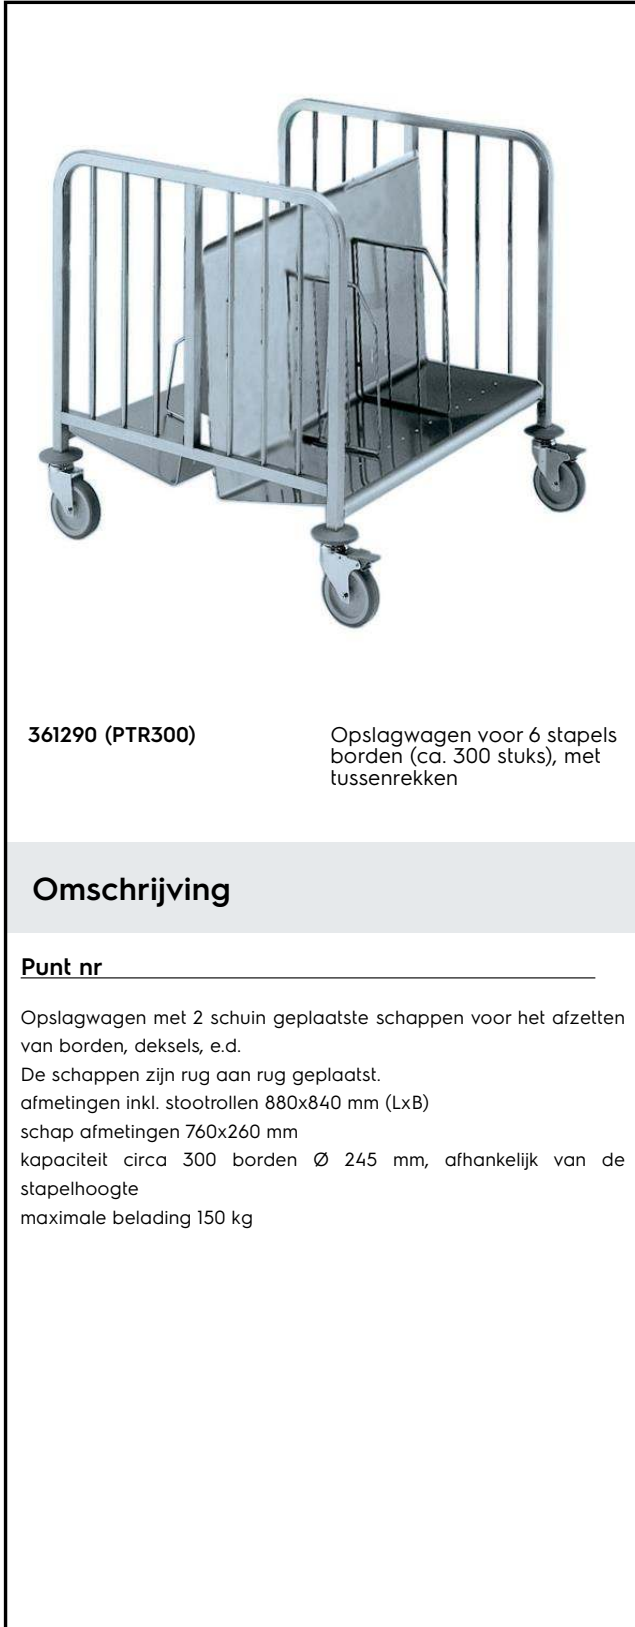 361290 (PTR300)
Opslagwagen voor 6 stapels
borden (ca. 300 stuks), met
tussenrekken
Omschrijving
Punt nr
Opslagwagen met 2 schuin geplaatste schappen voor het afzetten
van borden, deksels, e.d.
De schappen zijn rug aan rug geplaatst.
afmetingen inkl. stootrollen 880x840 mm (LxB)
schap afmetingen 760x260 mm
kapaciteit circa 300 borden Ø 245 mm, afhankelijk van de
stapelhoogte
maximale belading 150 kg